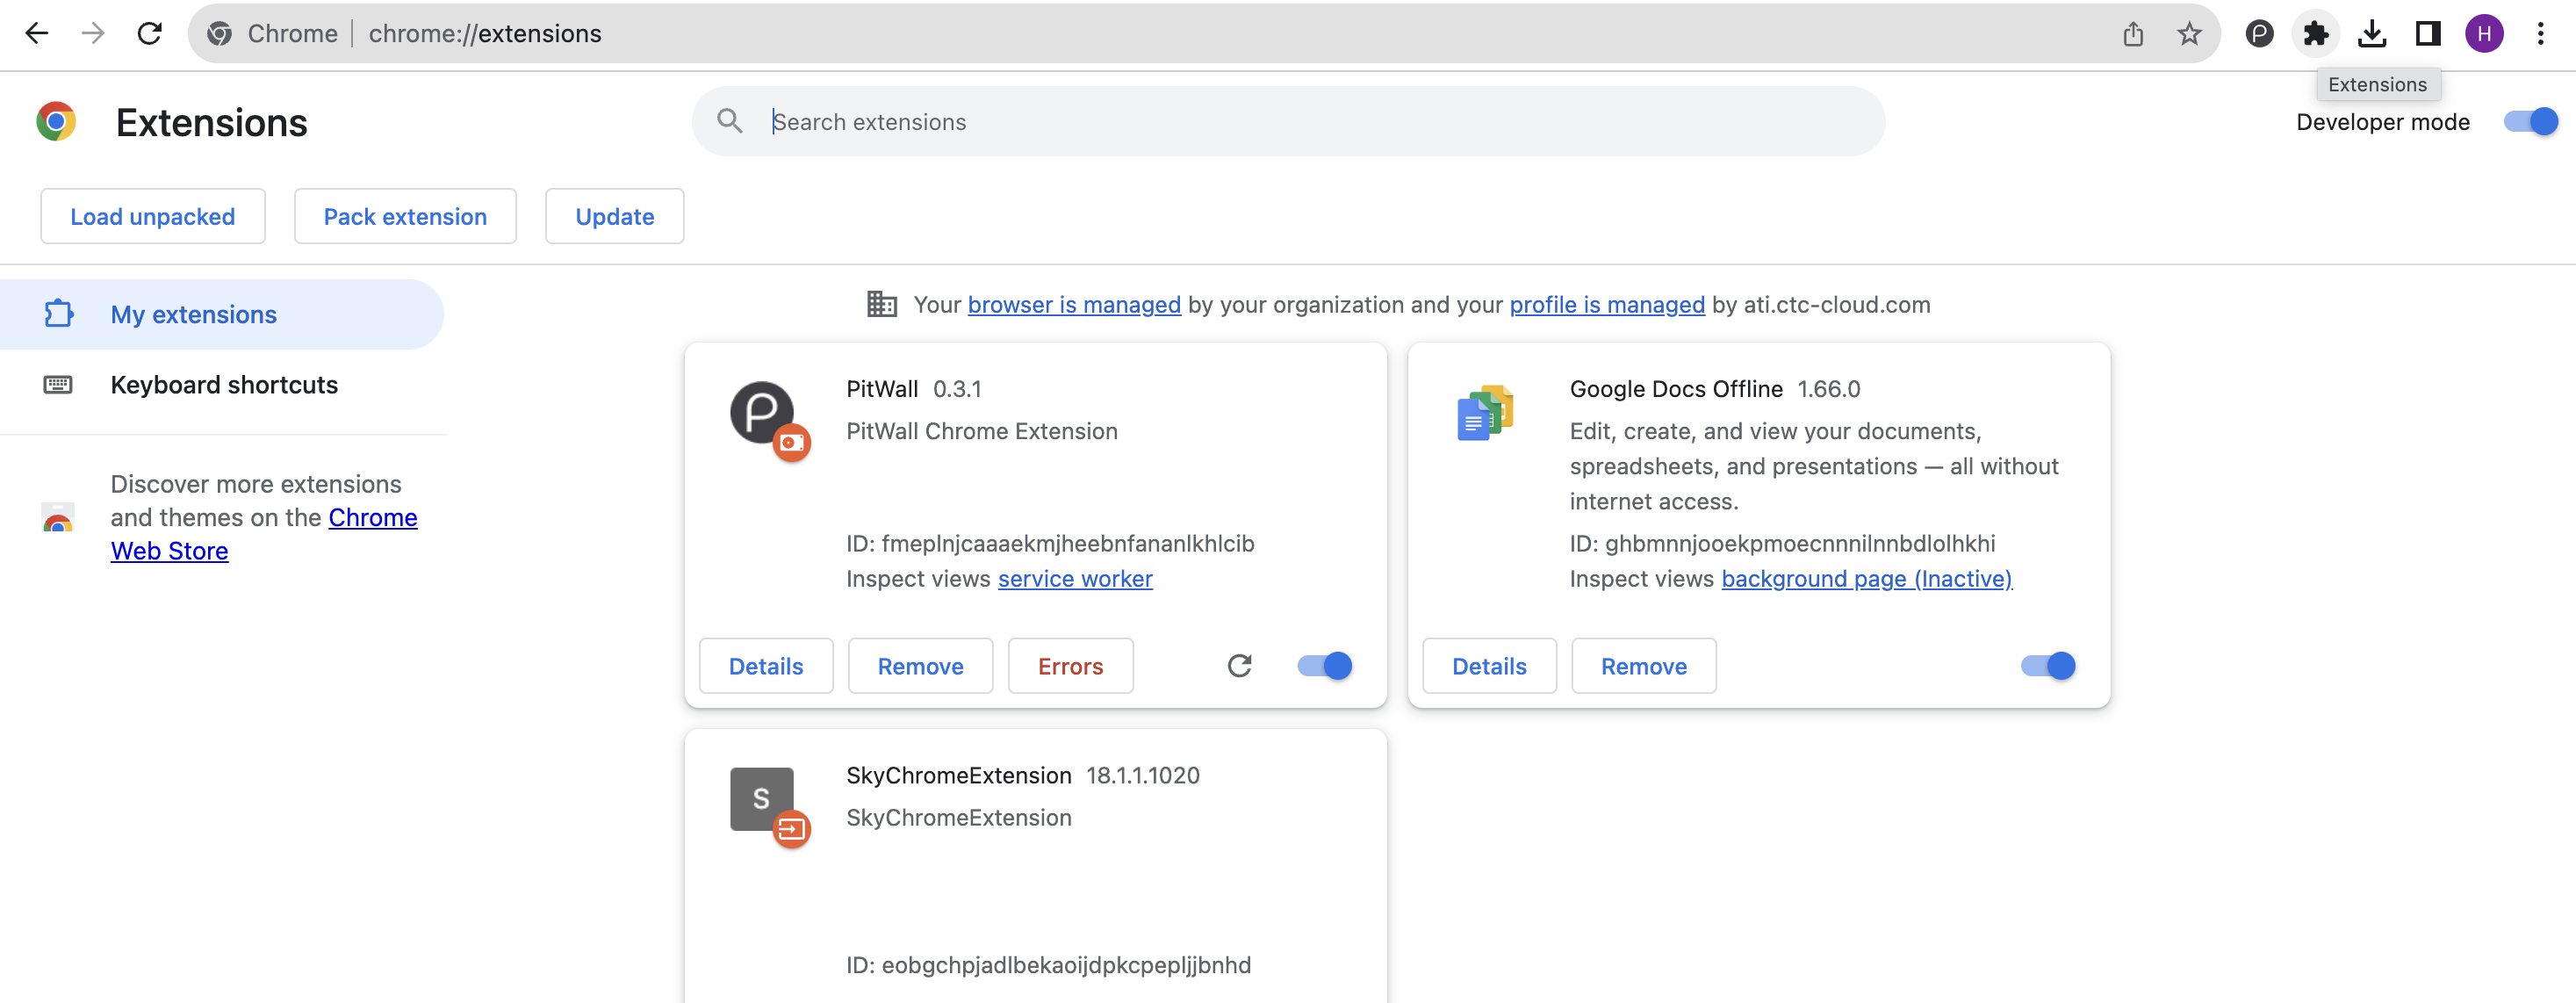 Chrome
chrome://extensions
H
Extensions
Extensions
Search extensions
Developer mode
Load unpacked
Pack extension
Update
My extensions
Keyboard shortcuts
Discover more extensions
and themes on the Chrome
Web Store
Your browser is managed by your organization and your profile is managed by ati.ctc-cloud.com
P
PitWall 0.3.1
PitWall Chrome Extension
ID: fmeplnjcaaaekmjheebnfananlkhlcib
Inspect views service worker
Details
Remove
Errors
Google Docs Offline 1.66.0
Edit, create, and view your documents,
spreadsheets, and presentations — all without
internet access.
ID: ghbmnnjooekpmoecnnnilnnbdlolhkhi
Inspect views background page (Inactive)
Details
Remove
S
SkyChromeExtension 18.1.1.1020
SkyChromeExtension
ID: eobgchpjadlbekaoijdpkcpepljjbnhd